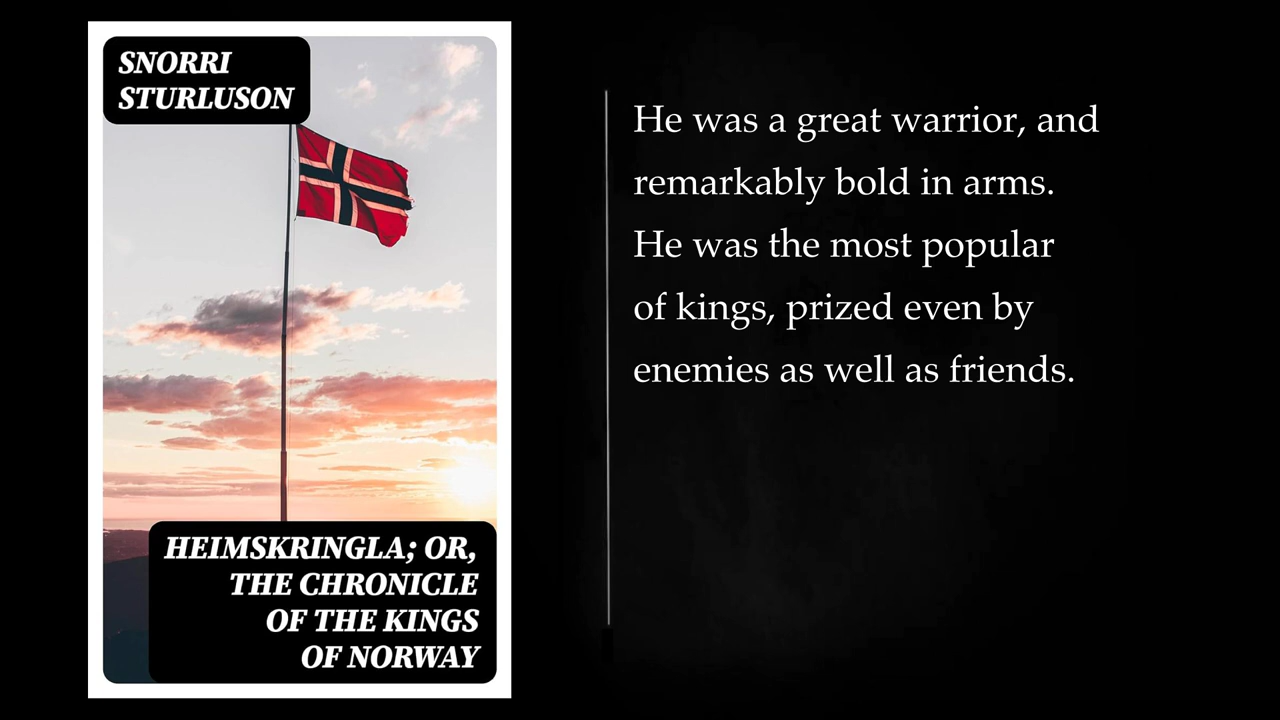 SNORRI
STURLUSON
HEIMSKRINGLA; OR,
THE CHRONICLE
OF THE KINGS
OF NORWAY
He was a great warrior, and
remarkably bold in arms.
He was the most popular
of kings, prized even by
enemies as well as friends.